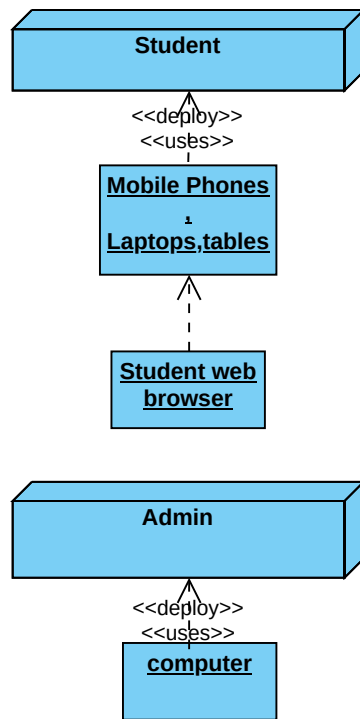 Student
<<deploy>>
<<uses>>
Mobile Phones
,
Laptops,tables
Student web
browser
Admin
<<deploy>>
<<uses>>
computer